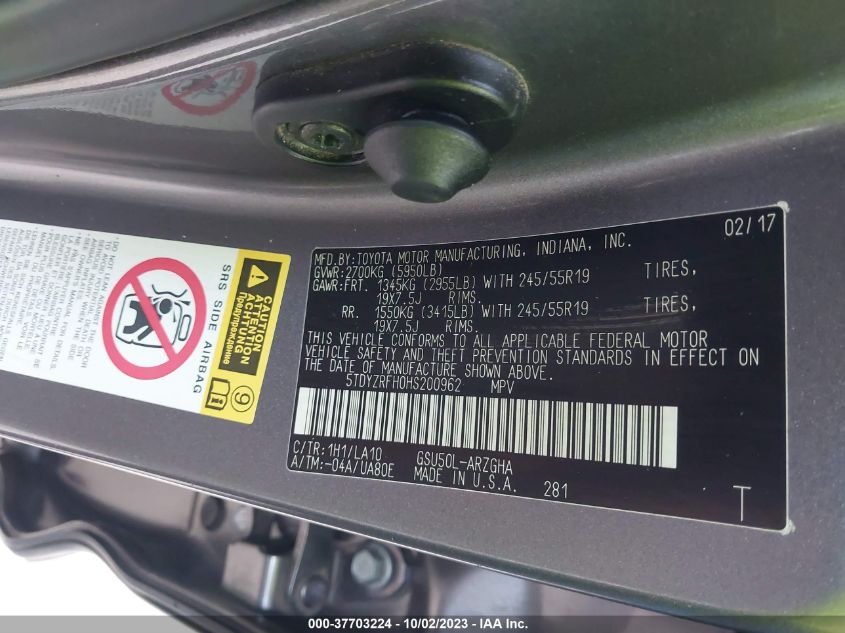 02/17
MFD.BY:TOYOTA MOTOR MANUFACTURING, INDIANA, INC.
GVWR:2700KG (5950LB)
GAWR:FRT. 1345KG (2955LB) WITH 245/55R19 TIRES,
19X7.5J RIMS.
RR. 1550KG (3415LB) WITH 245/55R19 TIRES,
19X7.5J RIMS.
THIS VEHICLE CONFORMS TO ALL APPLICABLE FEDERAL MOTOR
VEHICLE SAFETY AND THEFT PREVENTION STANDARDS IN EFFECT ON
THE DATE OF MANUFACTURE SHOWN ABOVE.
5TDYZRFH0HS200962 MPV
C/TR:1H1/LA10 GSU50L-ARZGHA
A/TM:-04A/UA80E MADE IN U.S.A. 281
T
SRS SIDE AIRBAG
CAUTION
ATTENTION
ACHTUNG
Предупреждение
9
000-37703224 - 10/02/2023 - IAAI.COM